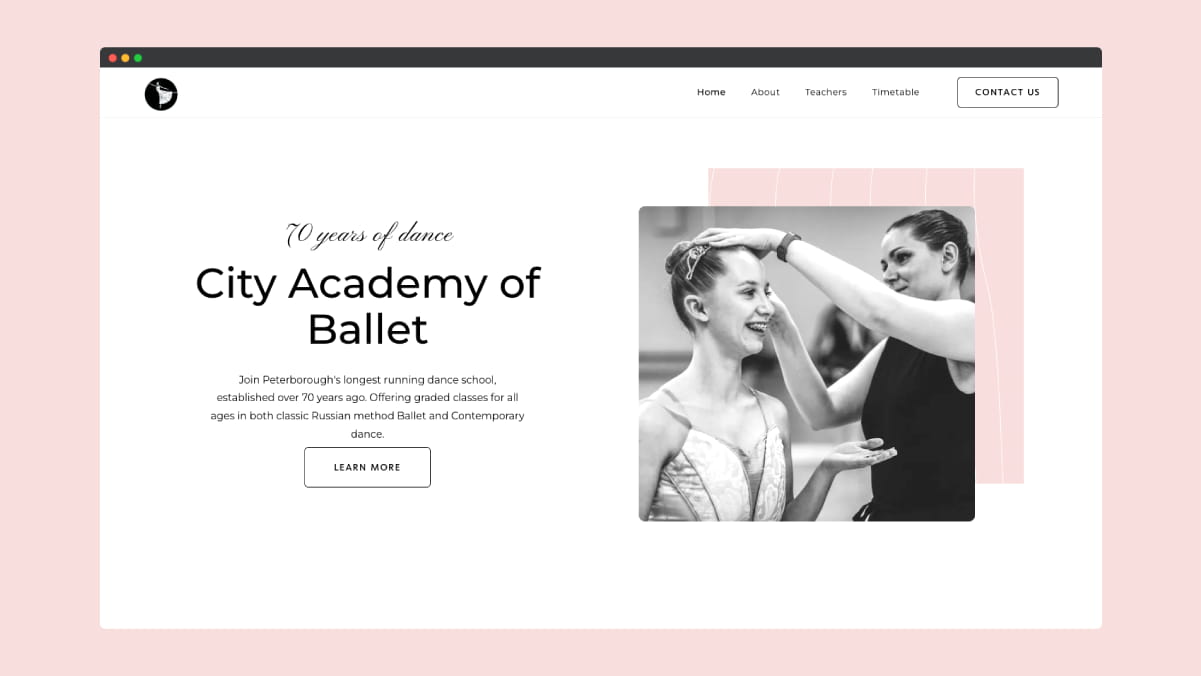 Home About Teachers Timetable CONTACT US
70 years of dance
City Academy of
Ballet
Join Peterborough's longest running dance school,
established over 70 years ago. Offering graded classes for all
ages in both classic Russian method Ballet and Contemporary
dance.
LEARN MORE